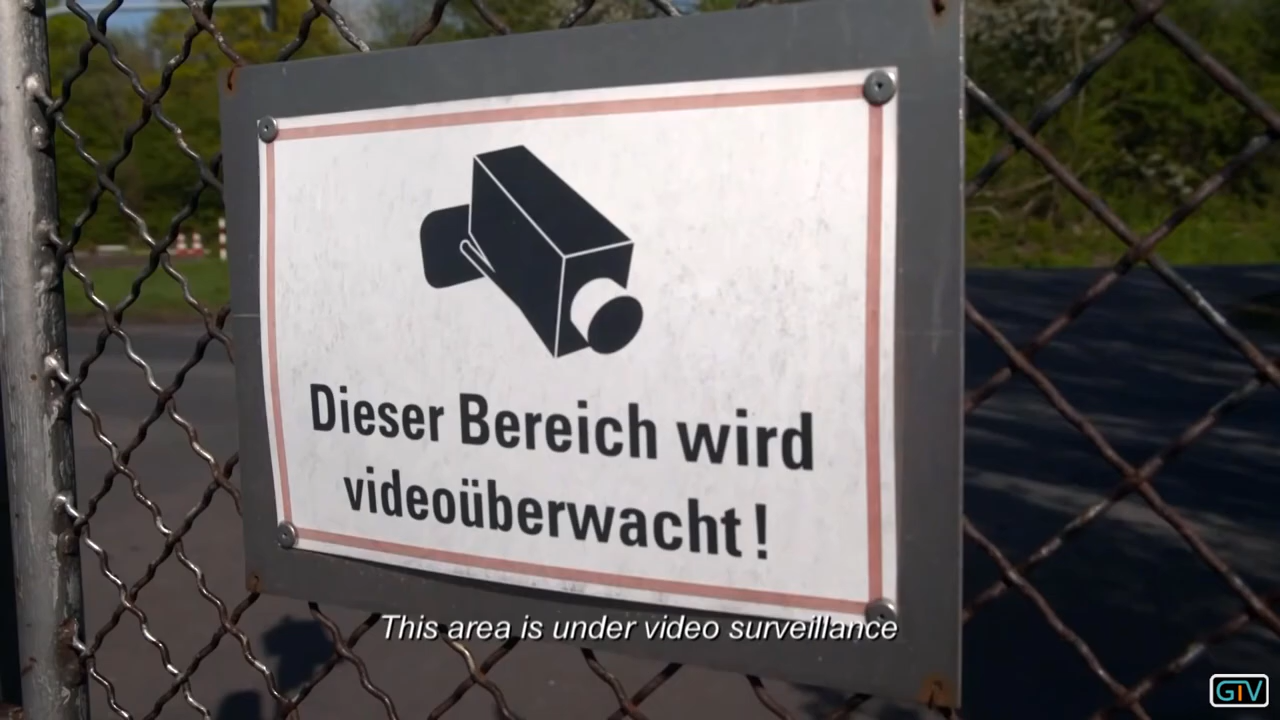 Dieser Bereich wird
videoüberwacht!
This area is under video surveillance
GTV